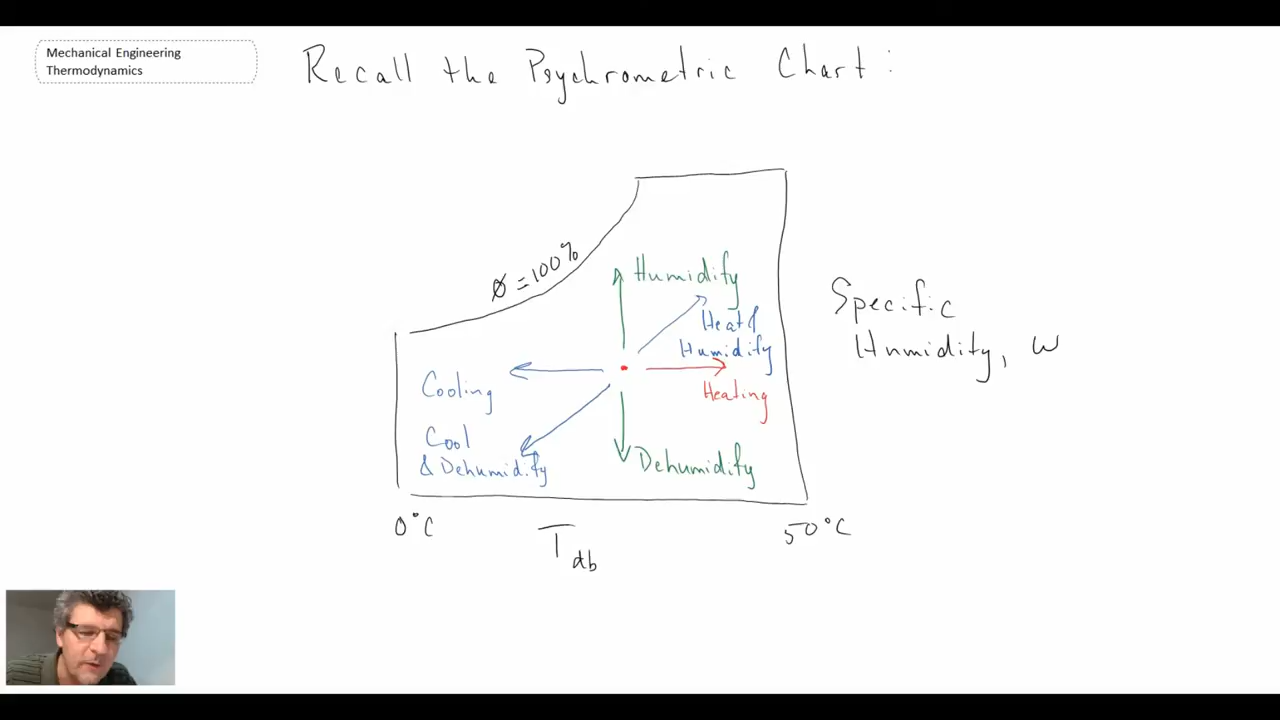 Mechanical Engineering
Thermodynamics
Recall the Psychrometric Chart:
ø = 100%
Humidify
Heat &
Humidify
Specific
Humidity, ω
Cooling
Heating
Cool
& Dehumidify
Dehumidify
0°C
50°C
Tdb